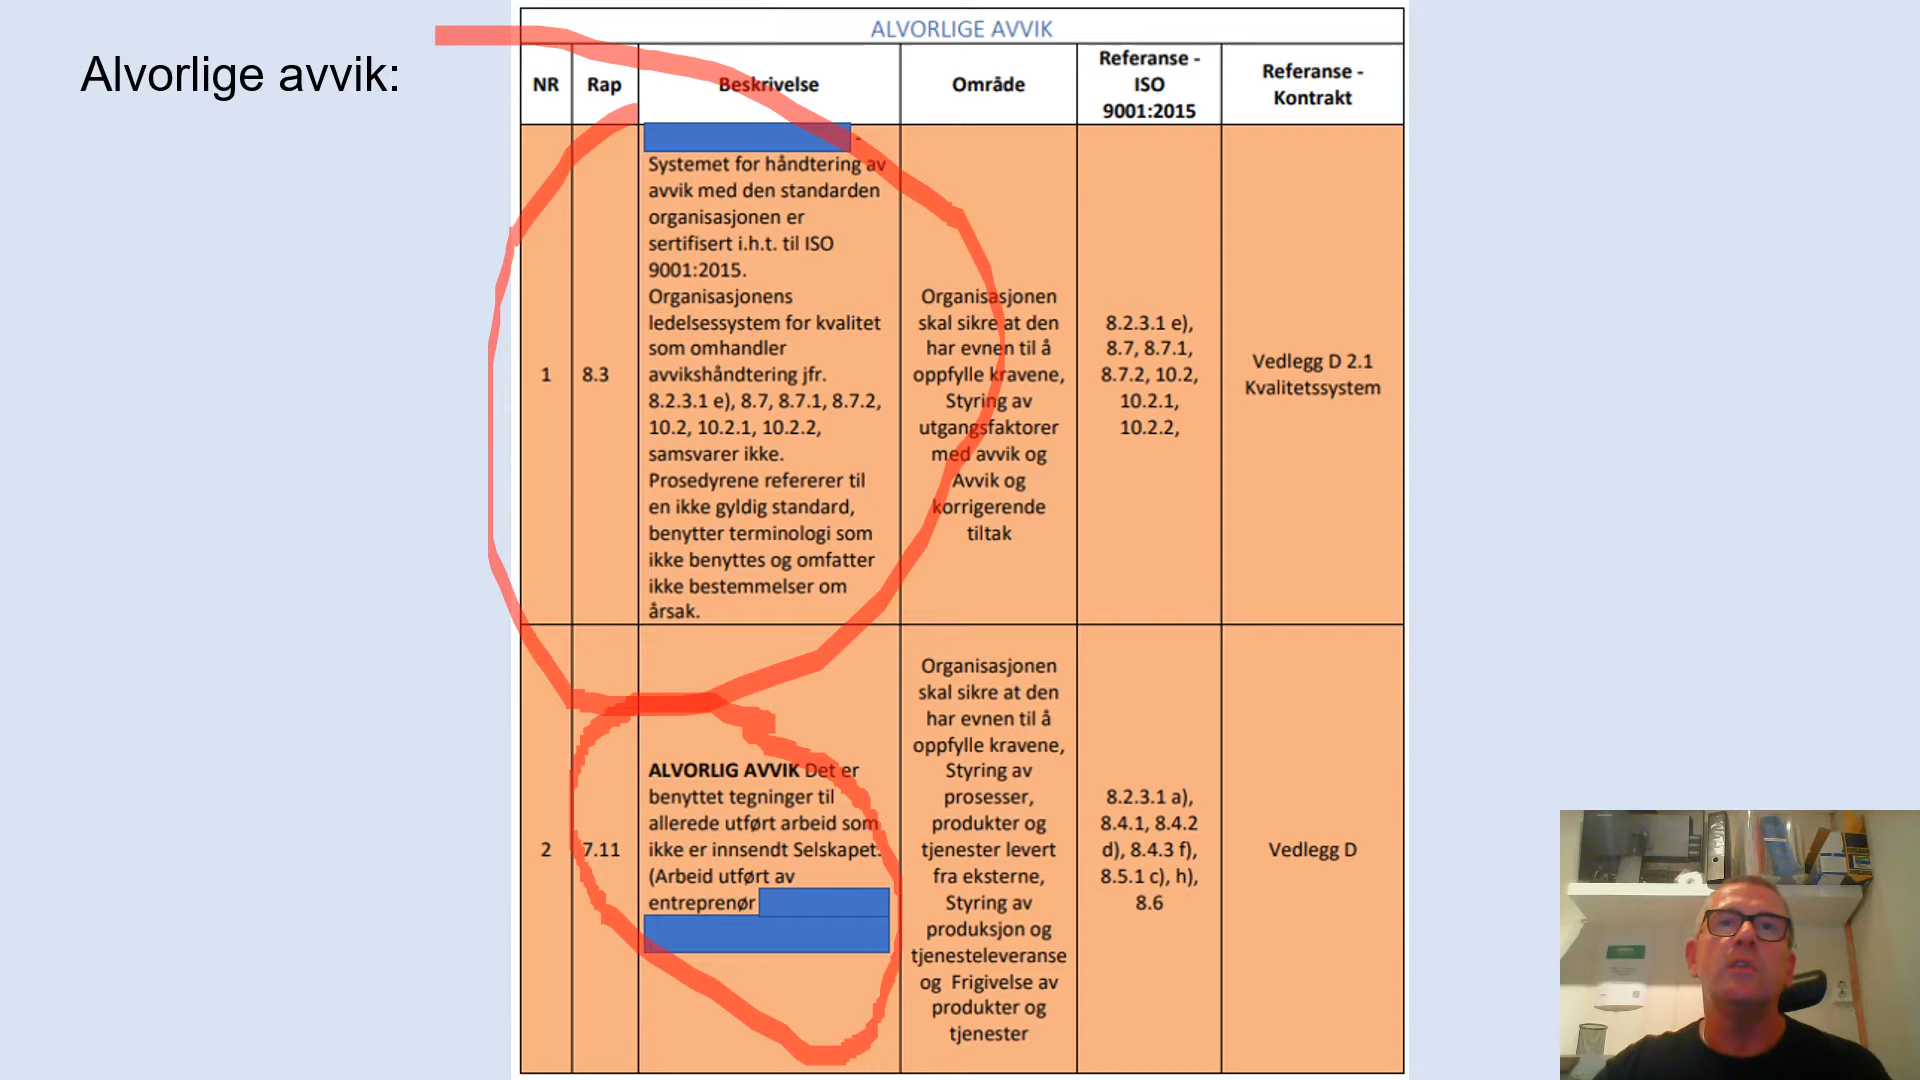 Alvorlige avvik:
ALVORLIGE AVVIK
NR
Rap
Beskrivelse
Område
Referanse -
ISO
9001:2015
Referanse -
Kontrakt
1
8.3
-
Systemet for håndtering av
avvik med den standarden
organisasjonen er
sertifisert i.h.t. til ISO
9001:2015.
Organisasjonens
ledelsessystem for kvalitet
som omhandler
avvikshåndtering jfr.
8.2.3.1 e), 8.7, 8.7.1, 8.7.2,
10.2, 10.2.1, 10.2.2,
samsvarer ikke.
Prosedyrene refererer til
en ikke gyldig standard,
benytter terminologi som
ikke benyttes og omfatter
ikke bestemmelser om
årsak.
Organisasjonen
skal sikre at den
har evnen til å
oppfylle kravene,
Styring av
utgangsfaktorer
med avvik og
Avvik og
korrigerende
tiltak
8.2.3.1 e),
8.7, 8.7.1,
8.7.2, 10.2,
10.2.1,
10.2.2,
Vedlegg D 2.1
Kvalitetssystem
2
7.11
ALVORLIG AVVIK Det er
benyttet tegninger til
allerede utført arbeid som
ikke er innsendt Selskapet.
(Arbeid utført av
entreprenør
Organisasjonen
skal sikre at den
har evnen til å
oppfylle kravene,
Styring av
prosesser,
produkter og
tjenester levert
fra eksterne,
Styring av
produksjon og
tjenesteleveranse
og Frigivelse av
produkter og
tjenester
8.2.3.1 a),
8.4.1, 8.4.2
d), 8.4.3 f),
8.5.1 c), h),
8.6
Vedlegg D